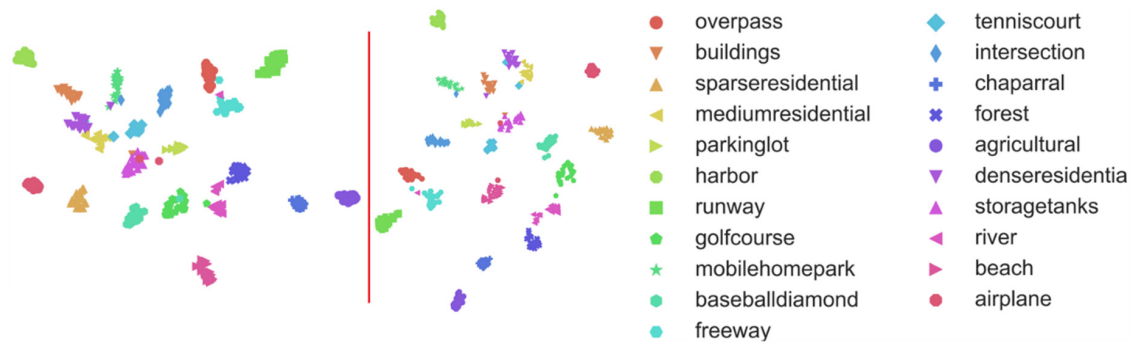 overpass
buildings
sparseresidential
mediumresidential
parkinglot
harbor
runway
golfcourse
mobilehomepark
baseballdiamond
freeway
tenniscourt
intersection
chaparral
forest
agricultural
denseresidentia
storagetanks
river
beach
airplane